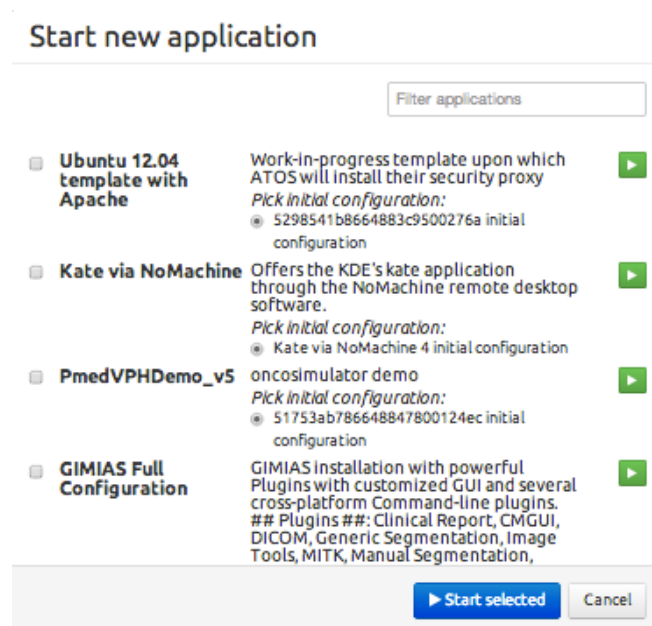 Start new application
Filter applications
Ubuntu 12.04
template with
Apache
Work-in-progress template upon which
ATOS will install their security proxy
Pick initial configuration:
5298541b8664883c9500276a initial
configuration
Kate via NoMachine
Offers the KDE's kate application
through the NoMachine remote desktop
software.
Pick initial configuration:
Kate via NoMachine 4 initial configuration
PmedVPHDemo_v5
oncosimulator demo
Pick initial configuration:
51753ab786648847800124ec initial
configuration
GIMIAS Full
Configuration
GIMIAS installation with powerful
Plugins with customized GUI and several
cross-platform Command-line plugins.
## Plugins ##: Clinical Report, CMGUI,
DICOM, Generic Segmentation, Image
Tools, MITK, Manual Segmentation,
Start selected
Cancel